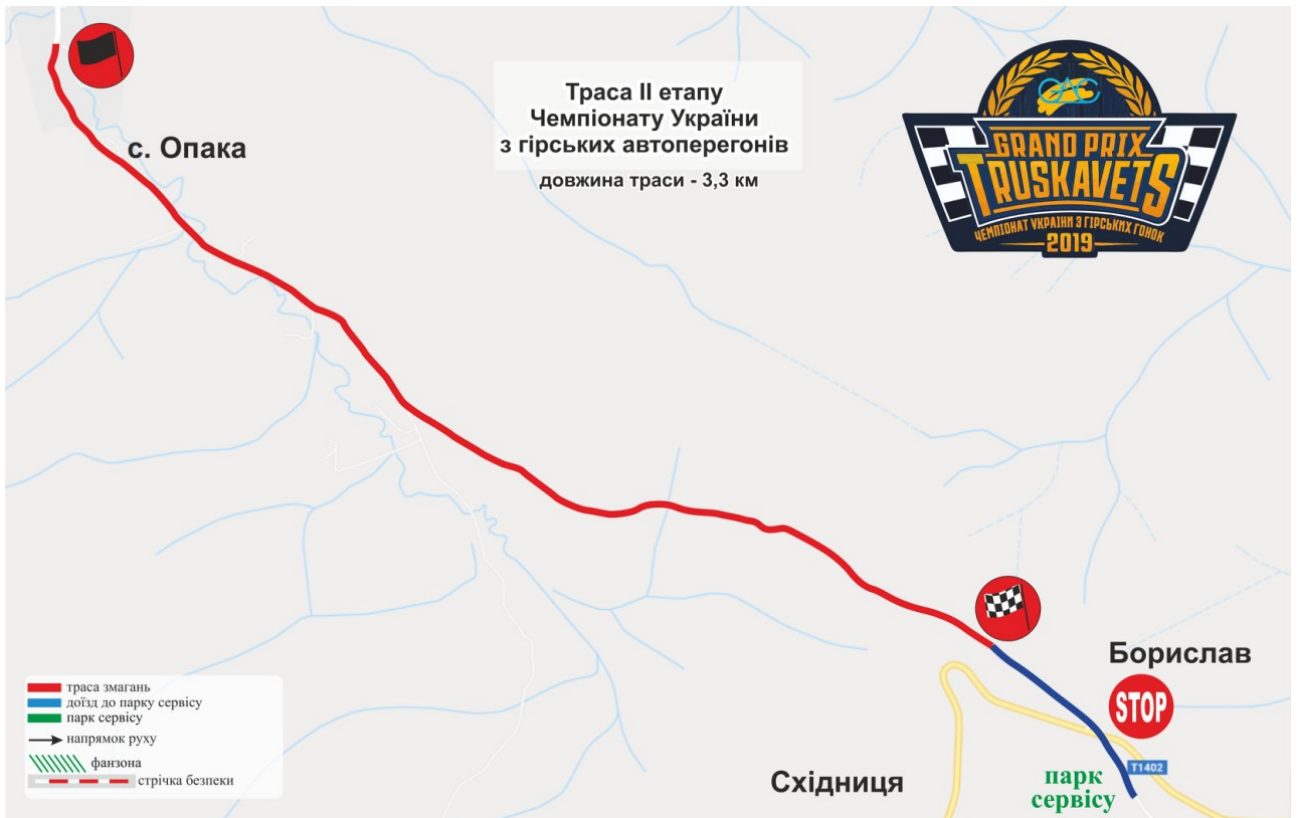 с. Опака
Траса II етапу
Чемпіонату України
з гірських автоперегонів
довжина траси - 3,3 км
GAC
GRAND PRIX
TRUSKAVETS
ЧЕМПІОНАТ УКРАЇНИ З ГІРСЬКИХ ГОНОК
2019
Борислав
STOP
T1402
парк
сервісу
Східниця
траса змагань
доїзд до парку сервісу
парк сервісу
напрямок руху
фанзона
стрічка безпеки